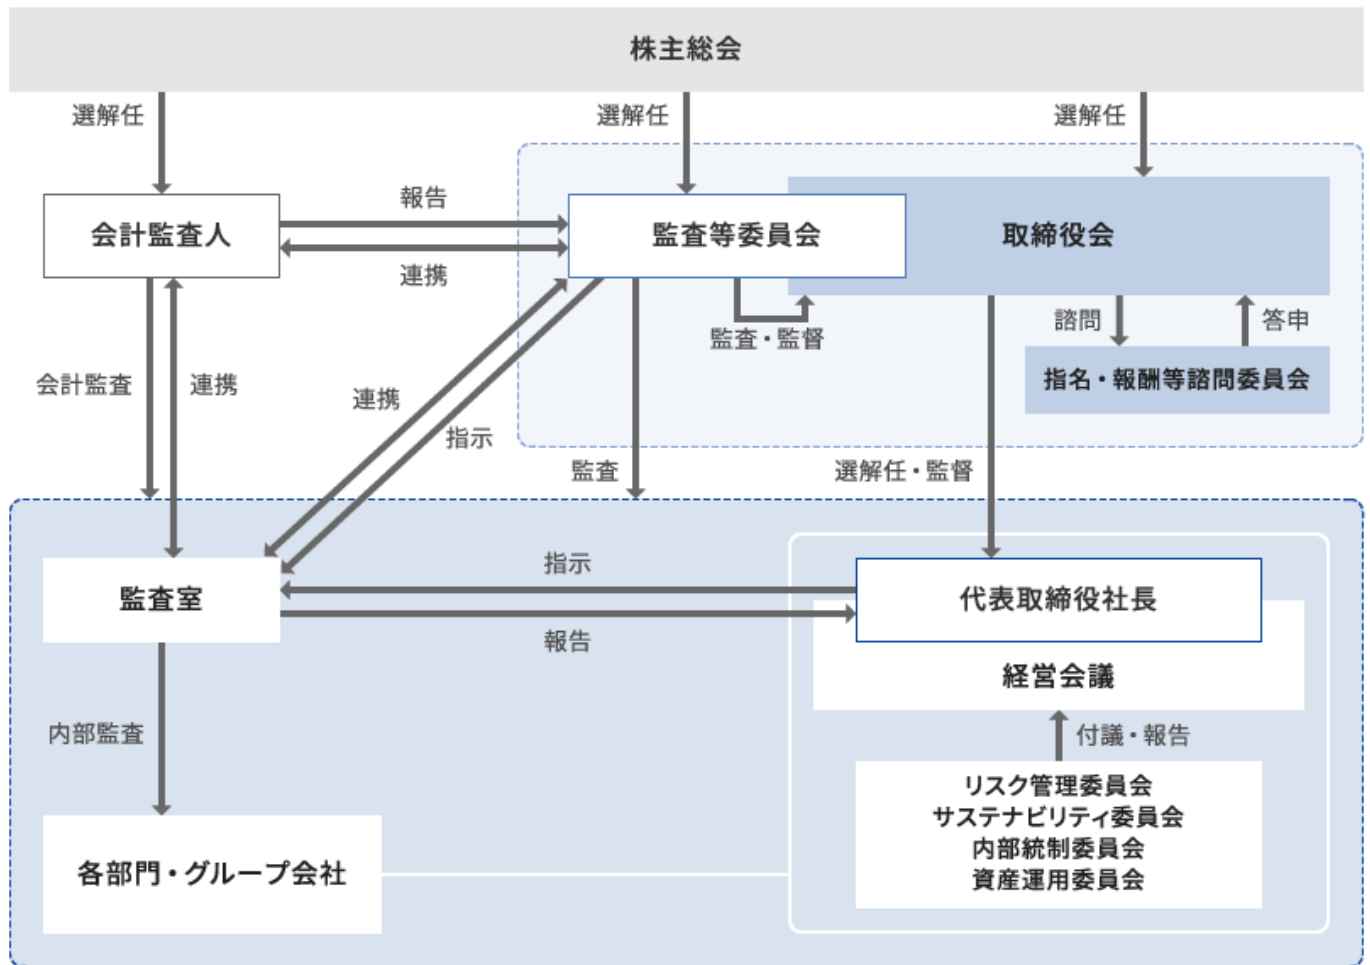 株主総会
選解任
選解任
選解任
会計監査人
報告
連携
監査等委員会
取締役会
監査・監督
諮問
答申
指名・報酬等諮問委員会
会計監査
連携
連携
指示
監査
選解任・監督
監査室
指示
報告
代表取締役社長
経営会議
内部監査
付議・報告
リスク管理委員会
サステナビリティ委員会
内部統制委員会
資産運用委員会
各部門・グループ会社